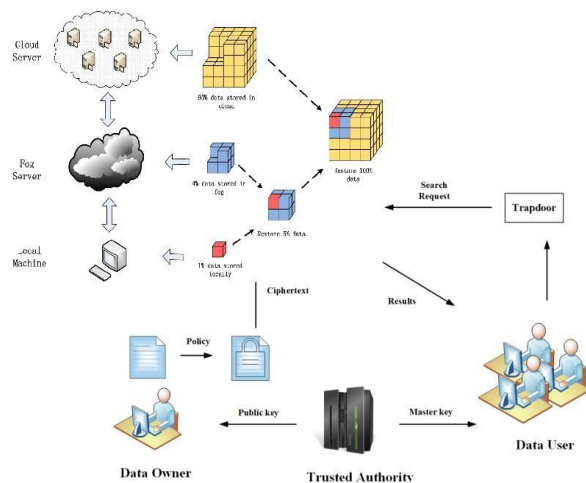 Cloud
Server
95% data stored in
cloud
Fog
Server
4% data stored in
fog
Restore 100%
data
Restore 5% data
Local
Machine
1% data stored
locally
Search
Request
Trapdoor
Ciphertext
Results
Policy
Public key
Master key
Data Owner
Trusted Authority
Data User